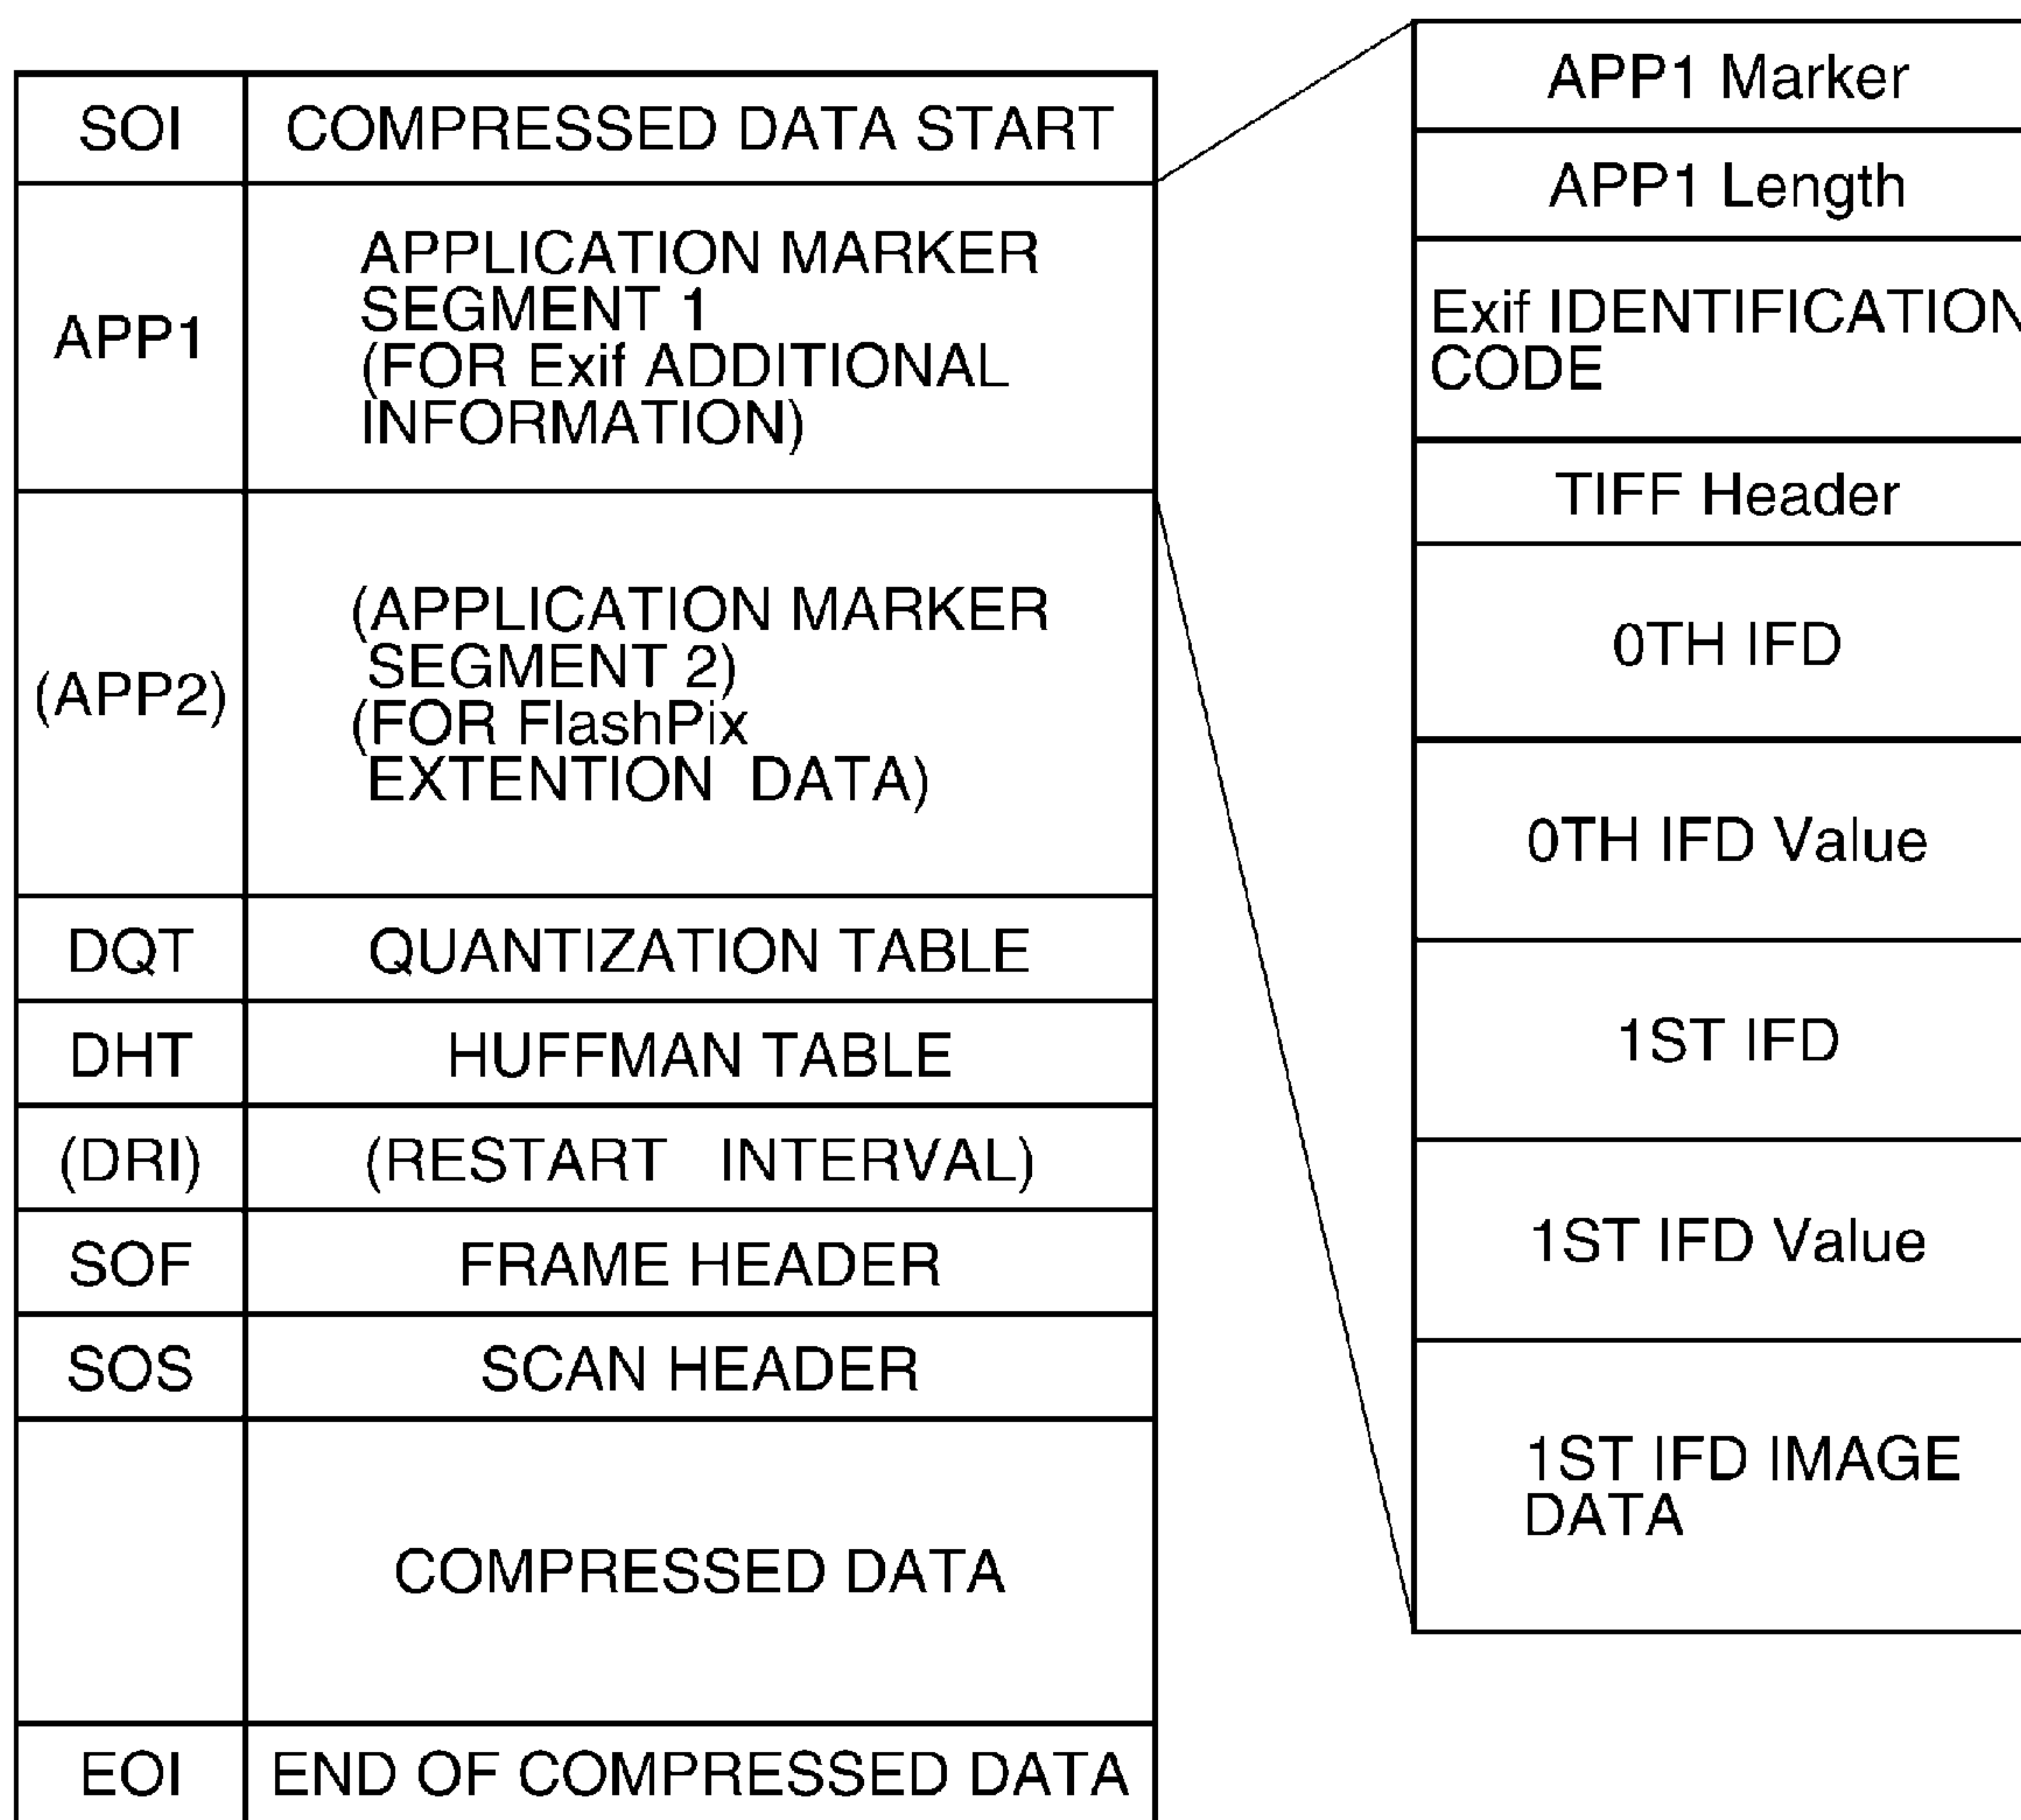 SOI COMPRESSED DATA START
APP1 APPLICATION MARKER
SEGMENT 1
(FOR Exif ADDITIONAL
INFORMATION)
(APP2) (APPLICATION MARKER
SEGMENT 2)
(FOR FlashPix
EXTENTION DATA)
DQT QUANTIZATION TABLE
DHT HUFFMAN TABLE
(DRI) (RESTART INTERVAL)
SOF FRAME HEADER
SOS SCAN HEADER
COMPRESSED DATA
EOI END OF COMPRESSED DATA
APP1 Marker
APP1 Length
Exif IDENTIFICATION
CODE
TIFF Header
0TH IFD
0TH IFD Value
1ST IFD
1ST IFD Value
1ST IFD IMAGE
DATA